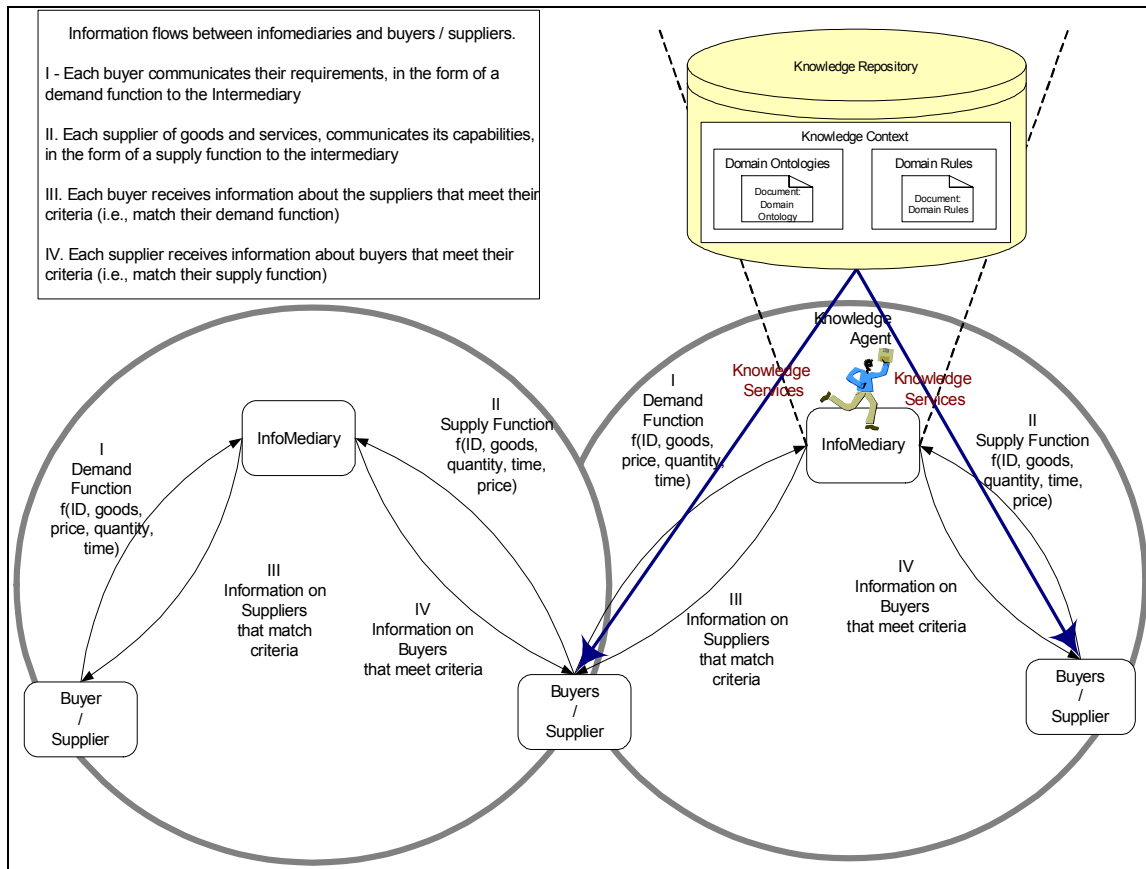 Information flows between infomediaries and buyers / suppliers.
I - Each buyer communicates their requirements, in the form of a
demand function to the Intermediary
II. Each supplier of goods and services, communicates its capabilities,
in the form of a supply function to the intermediary
III. Each buyer receives information about the suppliers that meet their
criteria (i.e., match their demand function)
IV. Each supplier receives information about buyers that meet their
criteria (i.e., match their supply function)
Knowledge Repository
Knowledge Context
Domain Ontologies
Document:
Domain
Ontology
Domain Rules
Document:
Domain Rules
I
Demand
Function
f(ID, goods,
price, quantity,
time)
InfoMediary
II
Supply Function
f(ID, goods,
quantity, time,
price)
III
Information on
Suppliers
that match
criteria
IV
Information on
Buyers
that meet criteria
Buyer
/
Supplier
Buyers
/
Supplier
I
Demand
Function
f(ID, goods,
price, quantity,
time)
Knowledge
Services
Knowledge
Agent
Knowledge
Services
InfoMediary
II
Supply Function
f(ID, goods,
quantity, time,
price)
III
Information on
Suppliers
that match
criteria
IV
Information on
Buyers
that meet criteria
Buyers
/
Supplier